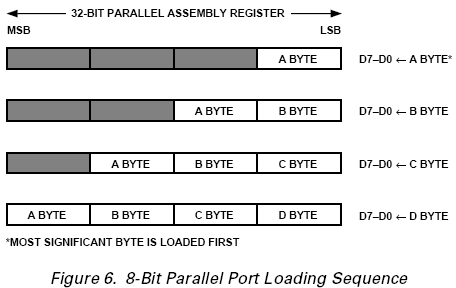 32-BIT PARALLEL ASSEMBLY REGISTER
MSB LSB
A BYTE D7–D0 ← A BYTE*
A BYTE B BYTE D7–D0 ← B BYTE
A BYTE B BYTE C BYTE D7–D0 ← C BYTE
A BYTE B BYTE C BYTE D BYTE D7–D0 ← D BYTE
*MOST SIGNIFICANT BYTE IS LOADED FIRST
Figure 6. 8-Bit Parallel Port Loading Sequence